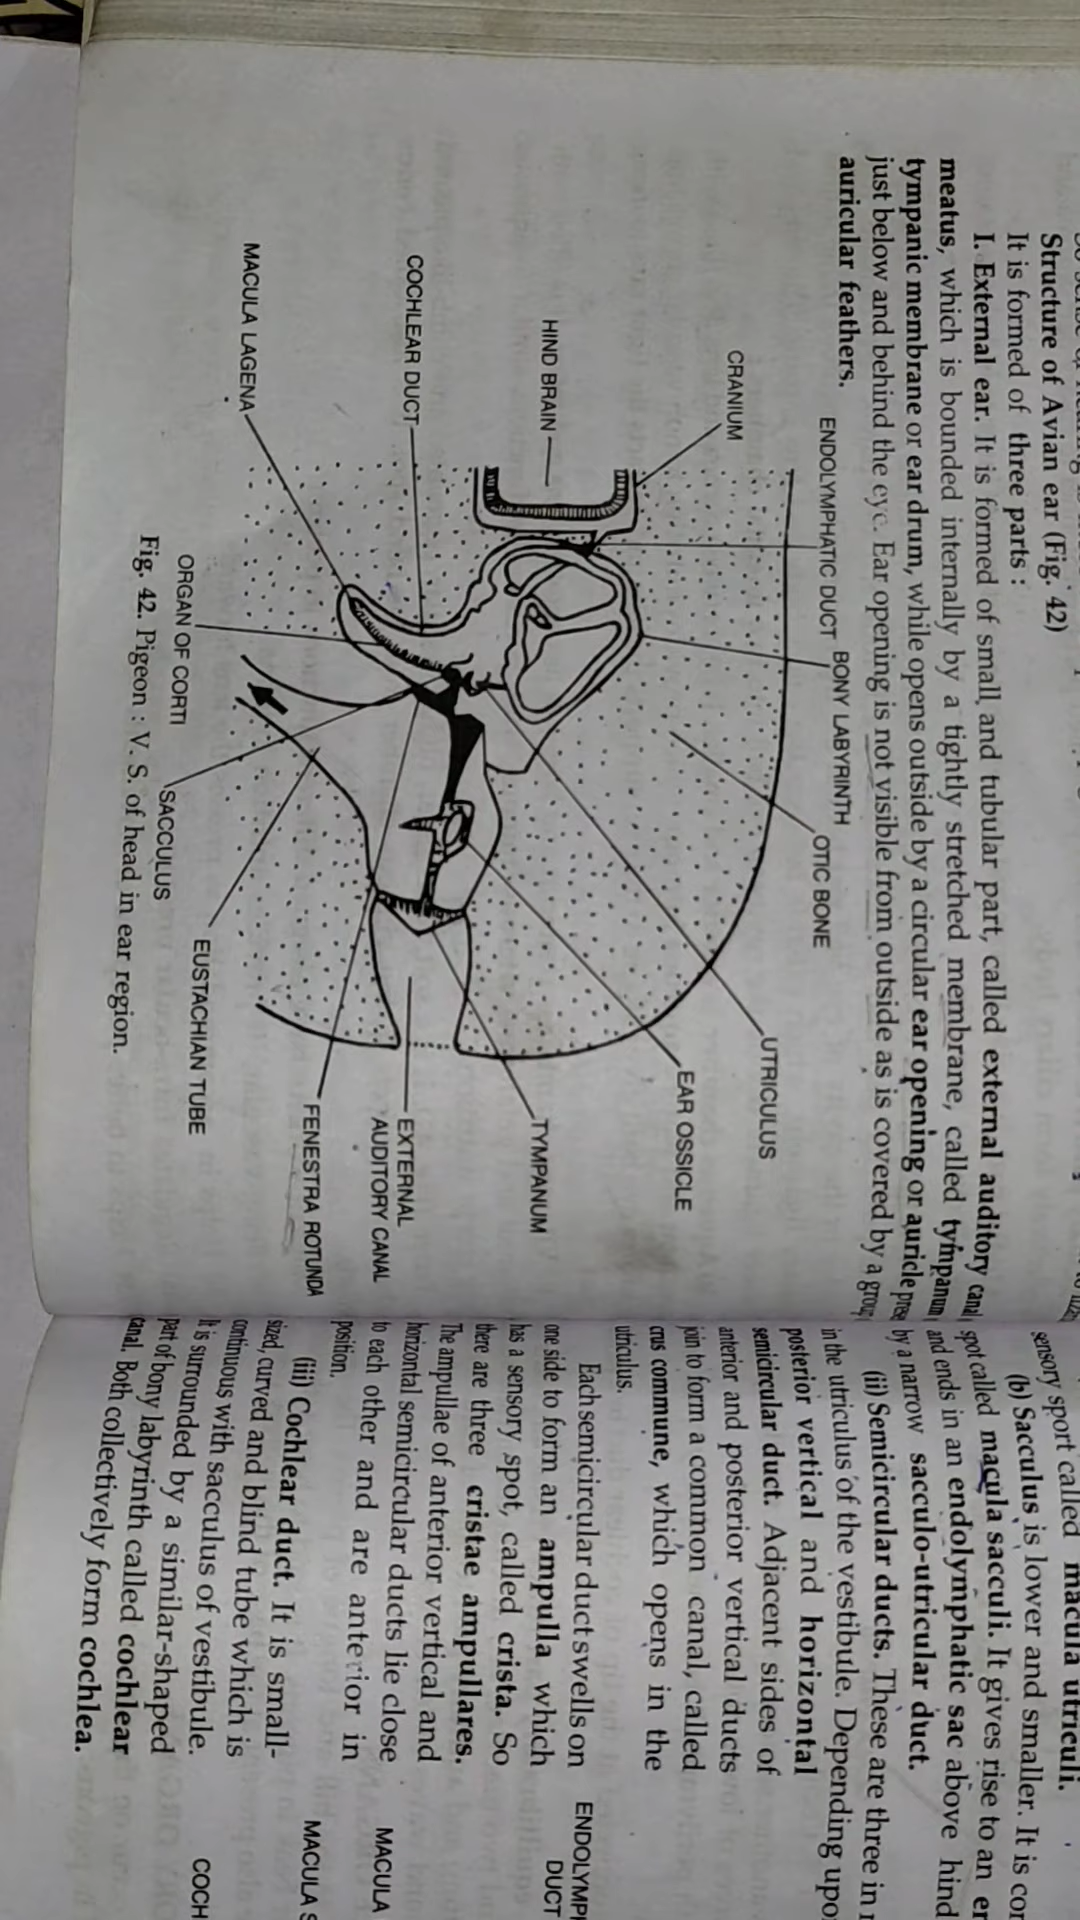 Structure of Avian ear (Fig. 42)
It is formed of three parts :
I. External ear. It is formed of small and tubular part, called external auditory canal
meatus, which is bounded internally by a tightly stretched membrane, called tympanum
tympanic membrane or ear drum, while opens outside by a circular ear opening or auricle
just below and behind the eye. Ear opening is not visible from outside as is covered by a
auricular feathers.
ENDOLYMPHATIC DUCT
BONY LABYRINTH
CRANIUM
OTIC BONE
UTRICULUS
HIND BRAIN
EAR OSSICLE
COCHLEAR DUCT
TYMPANUM
EXTERNAL
AUDITORY CANAL
MACULA LAGENA
FENESTRA ROTUNDA
ORGAN OF CORTI
SACCULUS
EUSTACHIAN TUBE
Fig. 42. Pigeon : V. S. of head in ear region.
sensory sport called macula utriculi.
(b) Sacculus is lower and smaller. It is
spot called macula sacculi. It gives rise to an
and ends in an endolymphatic sac above hind
by a narrow sacculo-utricular duct.
(ii) Semicircular ducts. These are three in
in the utriculus of the vestibule. Depending
posterior vertical and horizontal
semicircular duct. Adjacent sides of
anterior and posterior vertical ducts
join to form a common canal, called
crus commune, which opens in the
utriculus.
Each semicircular duct swells on
one side to form an ampulla which
has a sensory spot, called crista. So
there are three cristae ampullares.
The ampullae of anterior vertical and
horizontal semicircular ducts lie close
to each other and are anterior in
position.
(iii) Cochlear duct. It is small-
sized, curved and blind tube which is
continuous with sacculus of vestibule.
It is surrounded by a similar-shaped
part of bony labyrinth called cochlear
canal. Both collectively form cochlea.
DUCT
MACULA
MACULA